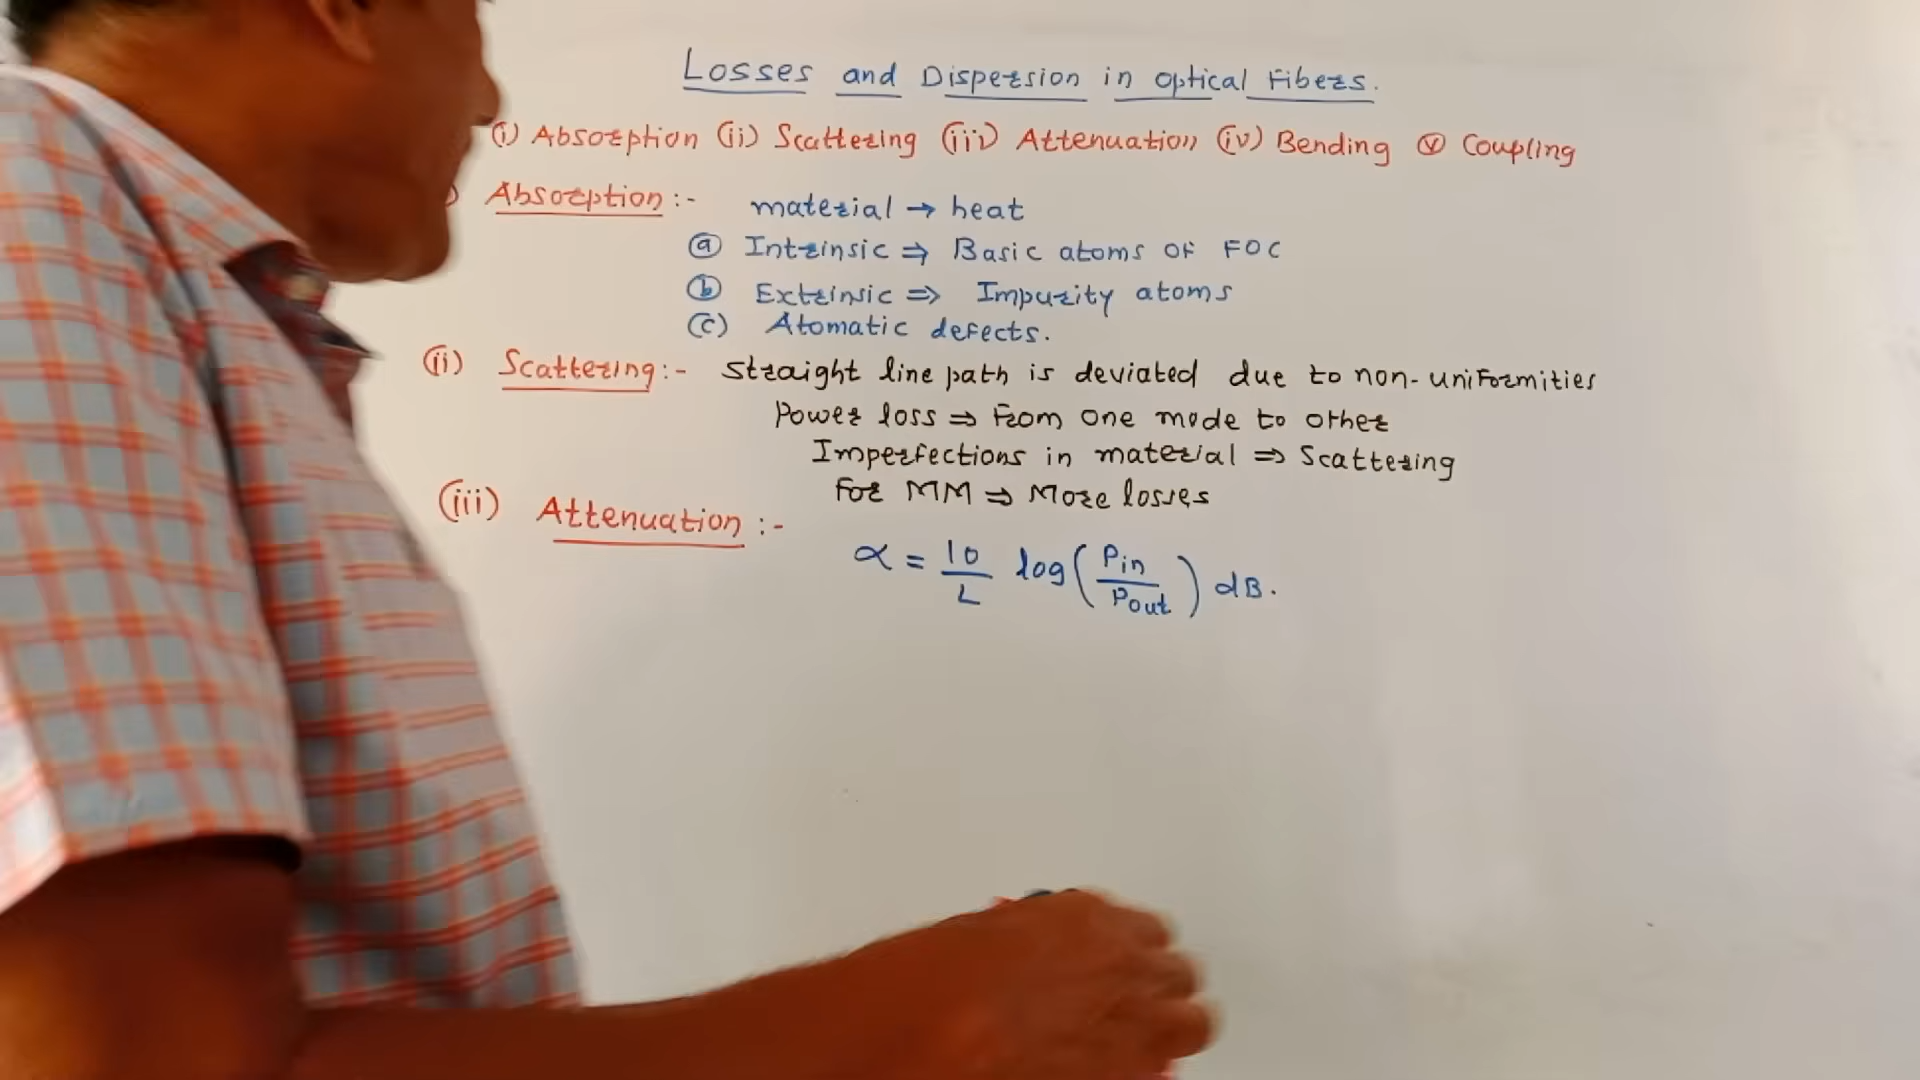 Losses and Dispersion in optical Fibers.
(i) Absorption (ii) Scattering (iii) Attenuation (iv) Bending (v) Coupling
) Absorption :- material → heat
(a) Intrinsic ⇒ Basic atoms of FOC
(b) Extrinsic ⇒ Impurity atoms
(c) Atomatic defects.
(ii) Scattering :- straight line path is deviated due to non-uniformities
Power loss ⇒ From one mode to other
Imperfections in material ⇒ Scattering
For MM ⇒ More losses
(iii) Attenuation :-
α = 10/L log(Pin/Pout) dB.